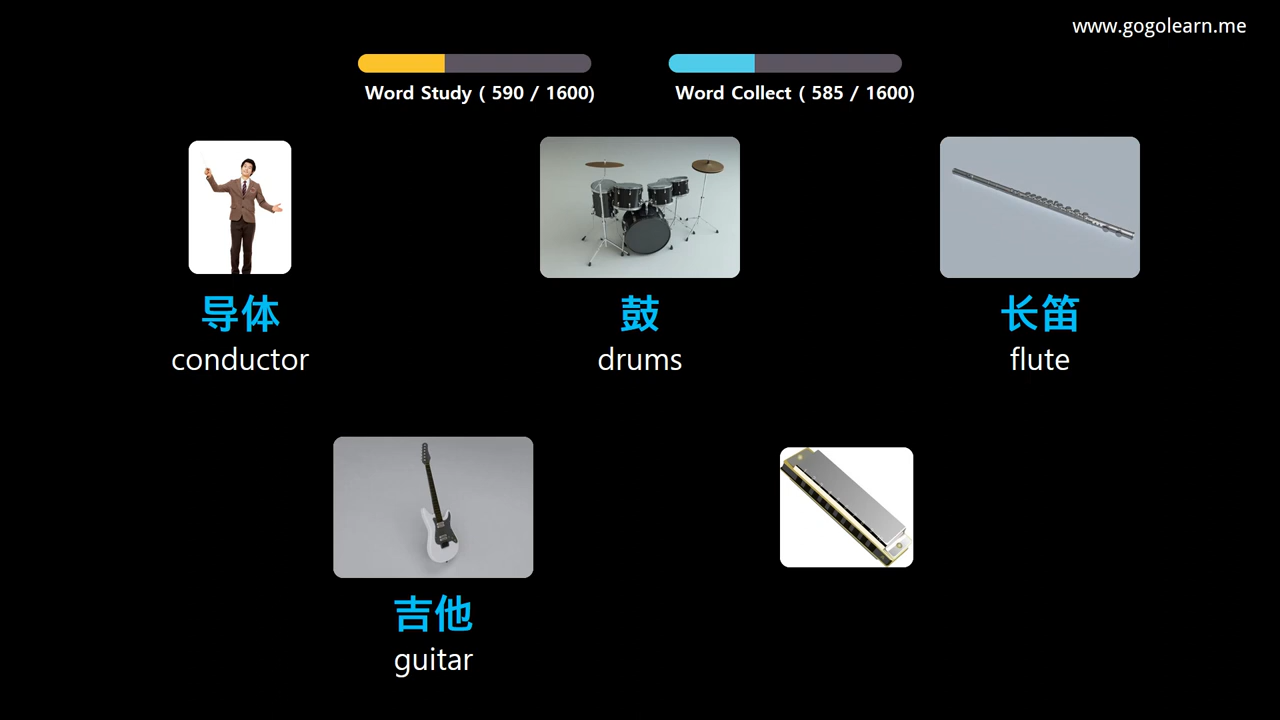 www.gogolearn.me
Word Study ( 590 / 1600)
Word Collect ( 585 / 1600)
导体
conductor
鼓
drums
长笛
flute
吉他
guitar